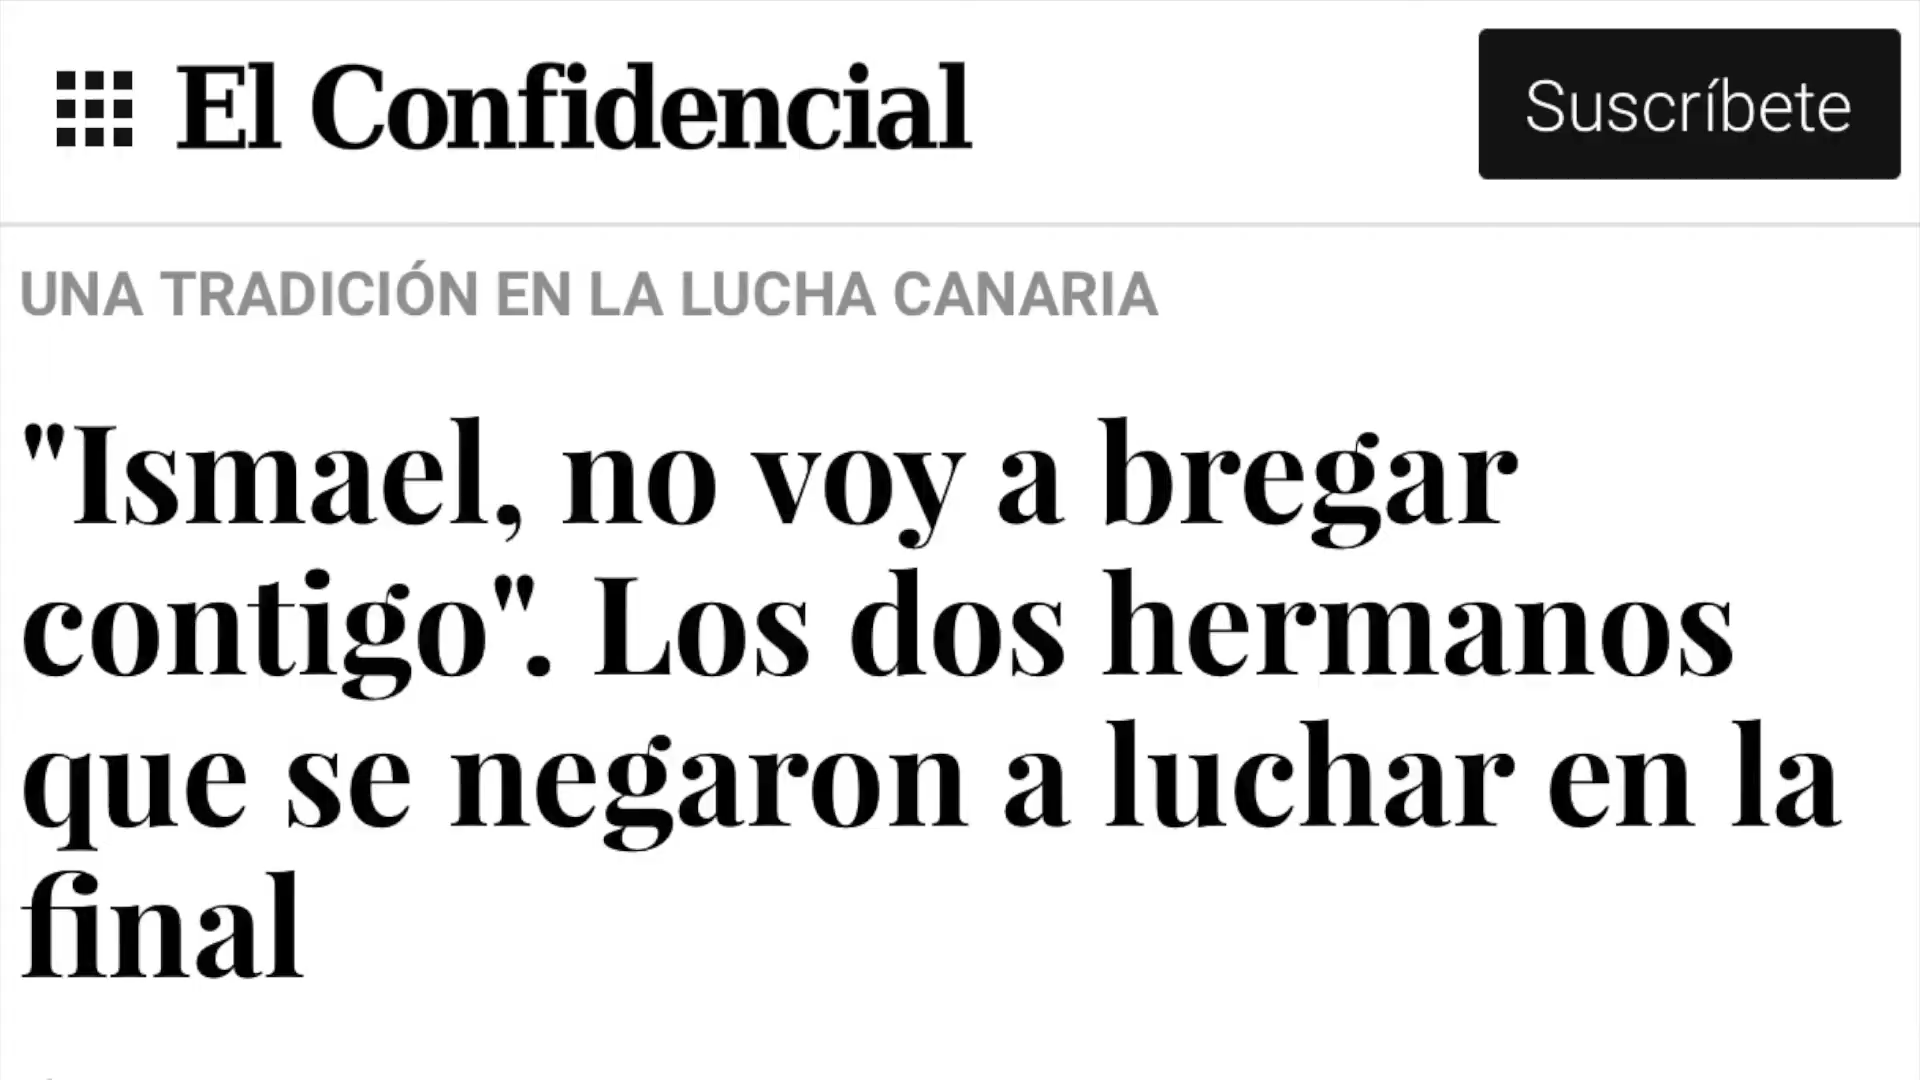 El Confidencial
Suscríbete
UNA TRADICIÓN EN LA LUCHA CANARIA
"Ismael, no voy a bregar
contigo". Los dos hermanos
que se negaron a luchar en la
final